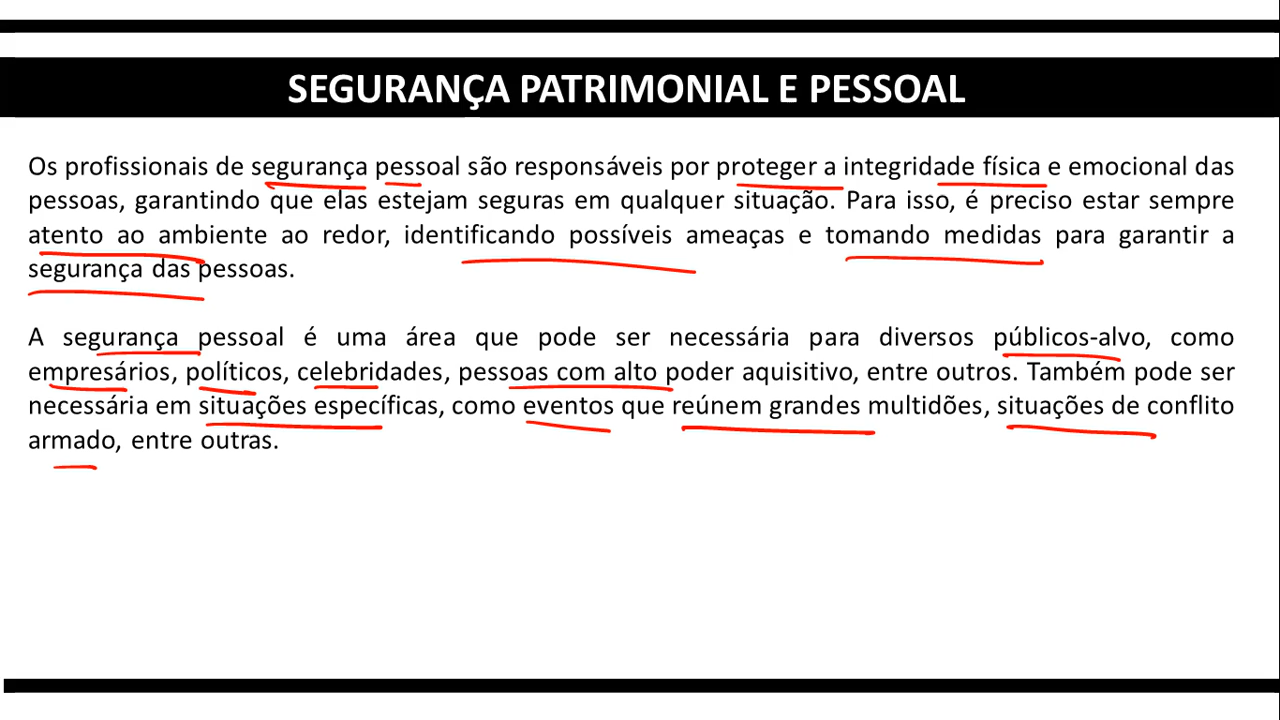 SEGURANÇA PATRIMONIAL E PESSOAL
Os profissionais de segurança pessoal são responsáveis por proteger a integridade física e emocional das
pessoas, garantindo que elas estejam seguras em qualquer situação. Para isso, é preciso estar sempre
atento ao ambiente ao redor, identificando possíveis ameaças e tomando medidas para garantir a
segurança das pessoas.
A segurança pessoal é uma área que pode ser necessária para diversos públicos-alvo, como
empresários, políticos, celebridades, pessoas com alto poder aquisitivo, entre outros. Também pode ser
necessária em situações específicas, como eventos que reúnem grandes multidões, situações de conflito
armado, entre outras.